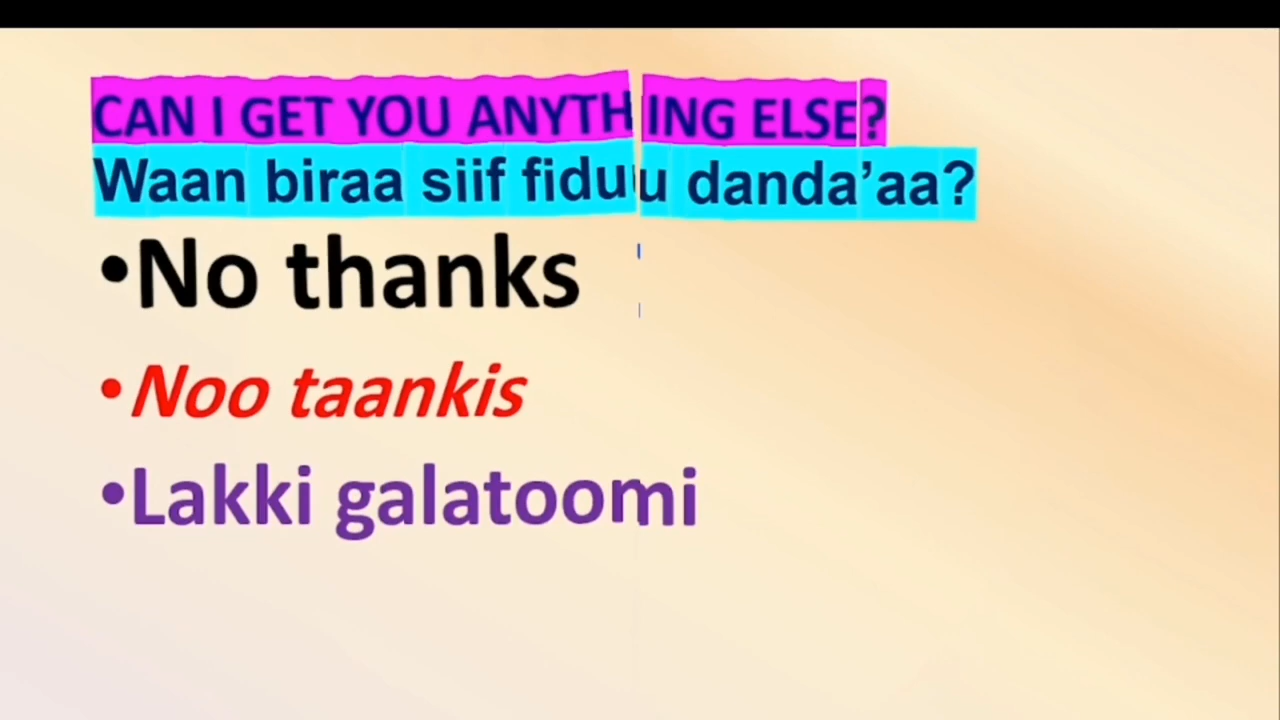 CAN I GET YOU ANYTHING ELSE?
Waan biraa siif fiduu danda’aa?
•No thanks
•Noo taankis
•Lakki galatoomi